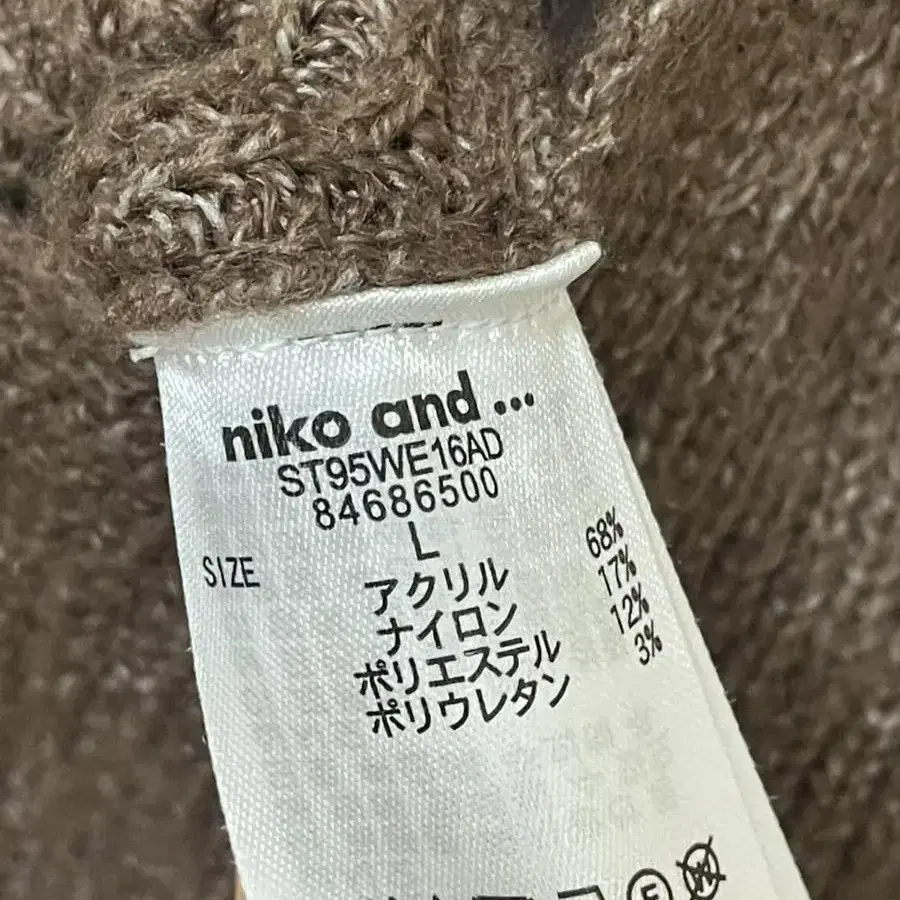 niko and ...
ST95WE16AD
84686500
SIZE L
アクリル 68%
ナイロン 17%
ポリエステル 12%
ポリウレタン 3%